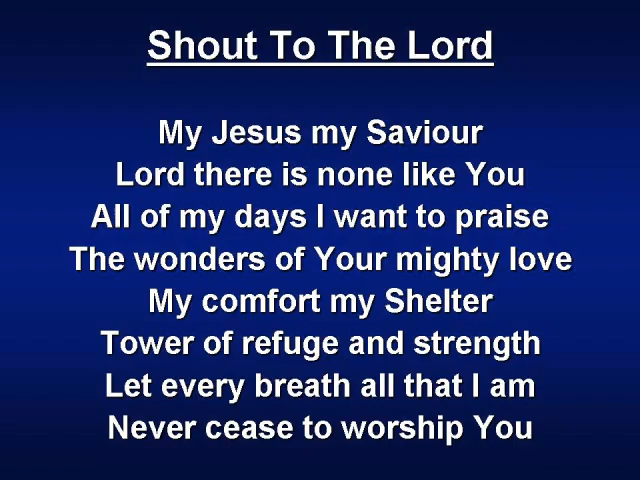 Shout To The Lord
My Jesus my Saviour
Lord there is none like You
All of my days I want to praise
The wonders of Your mighty love
My comfort my Shelter
Tower of refuge and strength
Let every breath all that I am
Never cease to worship You